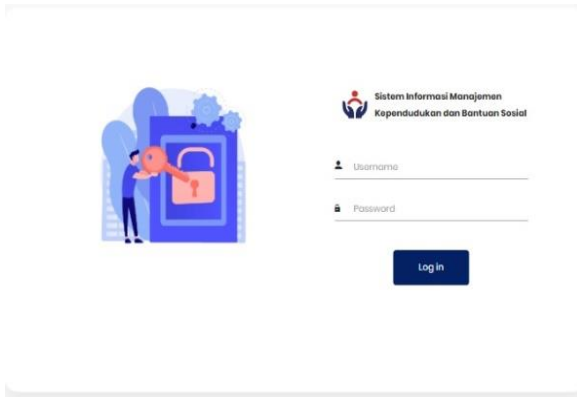 Sistem Informasi Manajemen
Kependudukan dan Bantuan Sosial
Username
Password
Log in